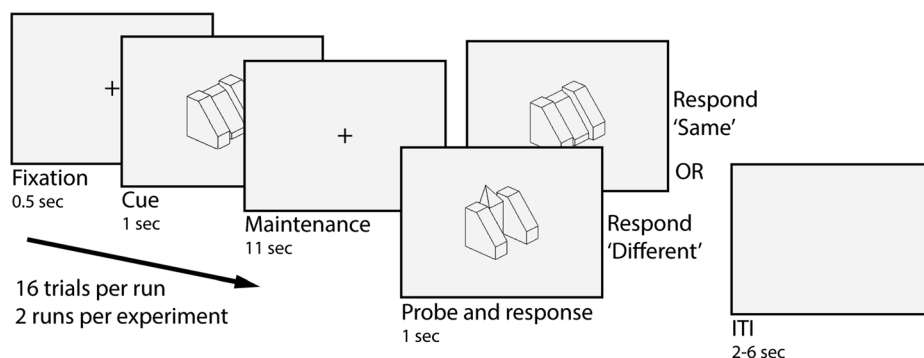 Fixation
0.5 sec
Cue
1 sec
Maintenance
11 sec
Respond
'Same'
OR
Respond
'Different'
Probe and response
1 sec
ITI
2-6 sec
16 trials per run
2 runs per experiment